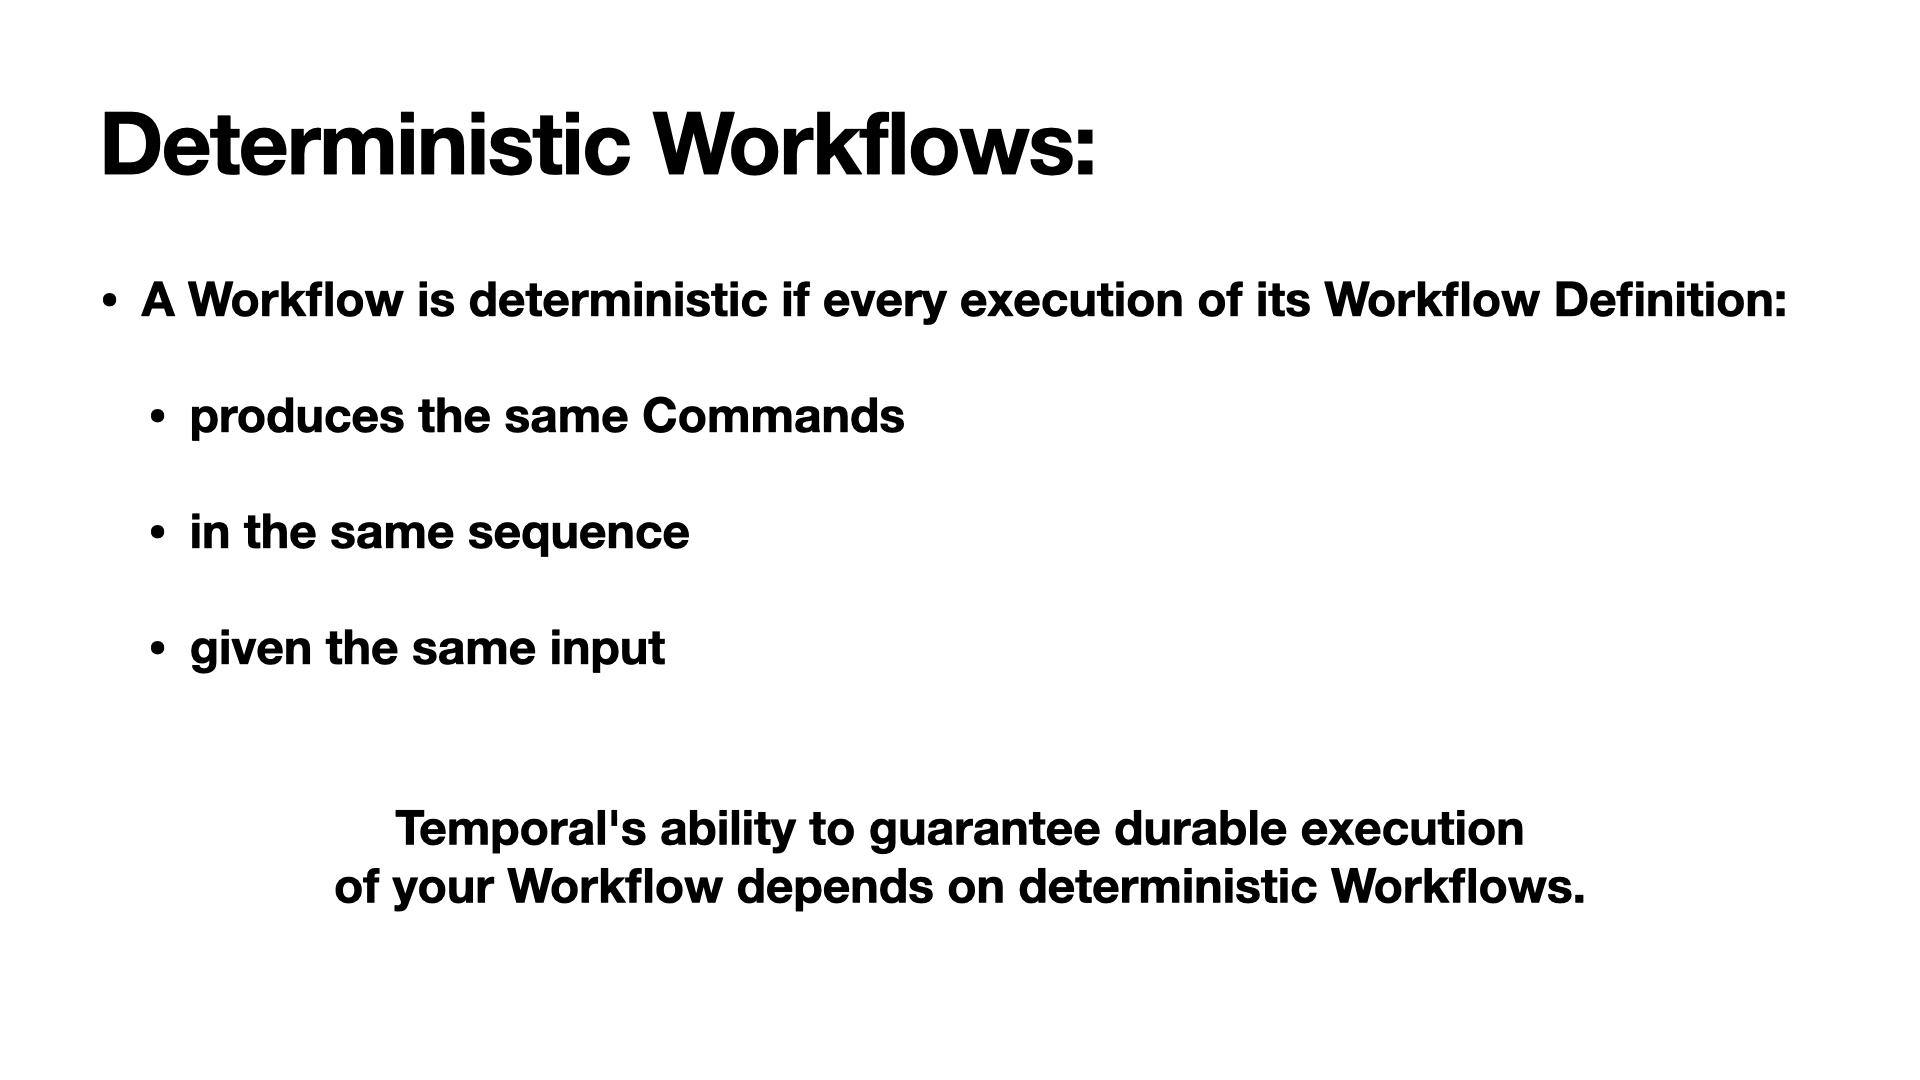 Deterministic Workflows:
• A Workflow is deterministic if every execution of its Workflow Definition:
• produces the same Commands
• in the same sequence
• given the same input
Temporal's ability to guarantee durable execution
of your Workflow depends on deterministic Workflows.